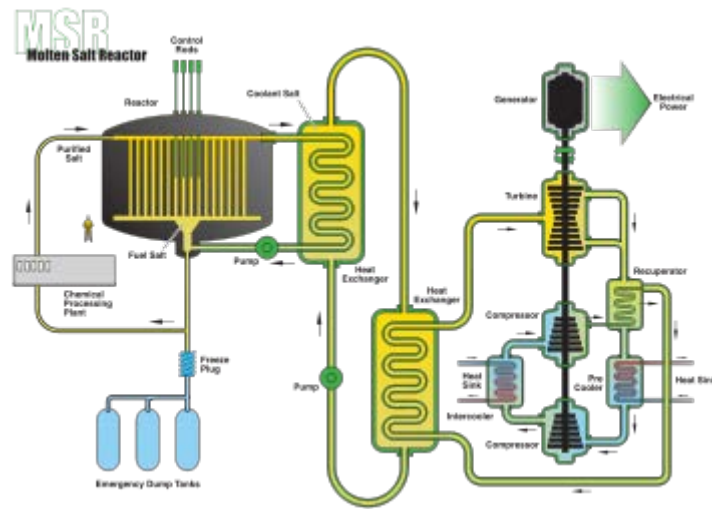 MSR
Molten Salt Reactor
Control
Rods
Reactor
Coolant Salt
Purified
Salt
Fuel Salt
Pump
Heat
Exchanger
Chemical
Processing
Plant
Freeze
Plug
Emergency Dump Tanks
Pump
Heat
Exchanger
Generator
Electrical
Power
Turbine
Recuperator
Compressor
Heat
Sink
Pre
Cooler
Heat Sink
Intercooler
Compressor